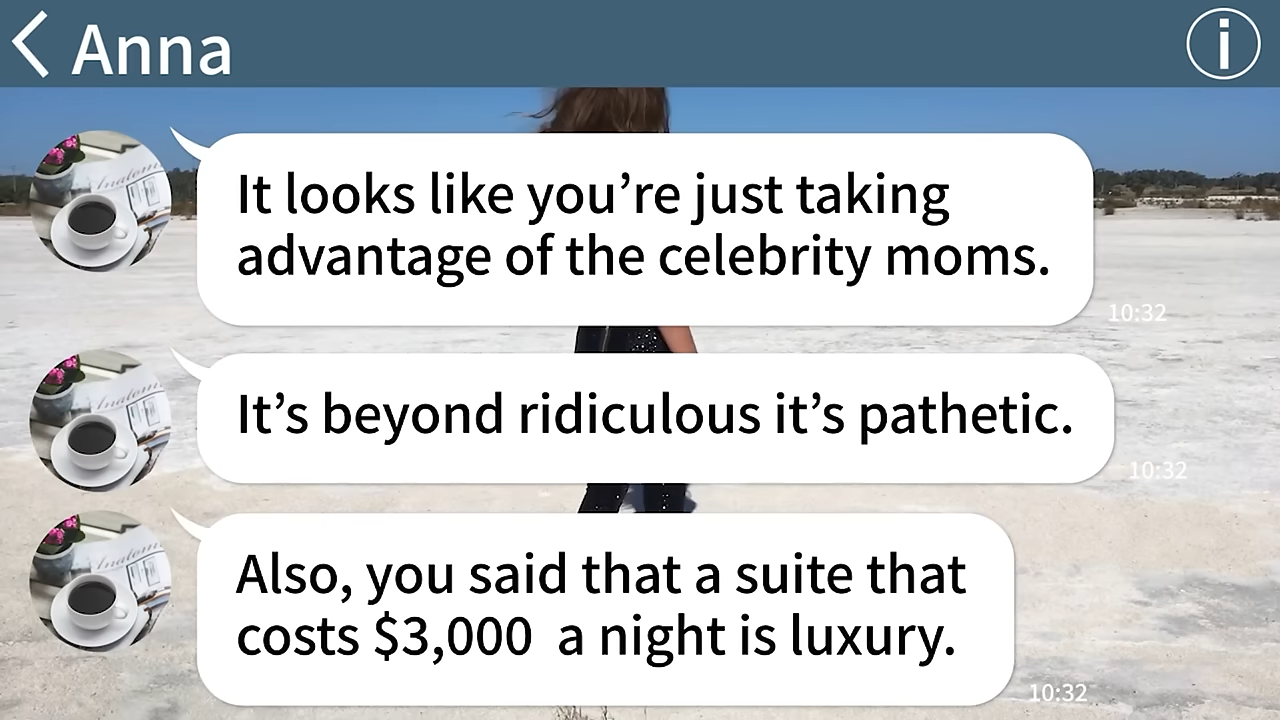 Anna
It looks like you’re just taking
advantage of the celebrity moms.
10:32
It’s beyond ridiculous it’s pathetic.
10:32
Also, you said that a suite that
costs $3,000  a night is luxury.
10:32